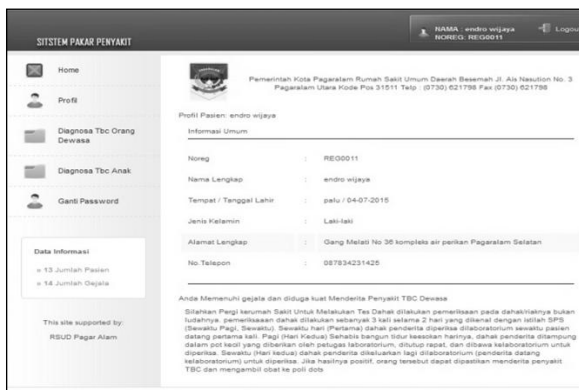 SITSTEM PAKAR PENYAKIT
NAMA : endro wijaya
NOREG: REG0011
Logou
Home
Profil
Diagnosa Tbc Orang
Dewasa
Diagnosa Tbc Anak
Ganti Password
Data Informasi
» 13 Jumlah Pasien
» 14 Jumlah Gejala
This site supported by:
RSUD Pagar Alam
Pemerintah Kota Pagaralam Rumah Sakit Umum Daerah Besemah Jl. Ais Nasution No. 3
Pagaralam Utara Kode Pos 31511 Telp : (0730) 621798 Fax (0730) 621798
Profil Pasien: endro wijaya
Informasi Umum
Noreg : REG0011
Nama Lengkap : endro wijaya
Tempat / Tanggal Lahir : palu / 04-07-2015
Jenis Kelamin : Laki-laki
Alamat Lengkap : Gang Melati No 36 kompleks air perikan Pagaralam Selatan
No.Telepon : 087834231425
Anda Memenuhi gejala dan diduga kuat Menderita Penyakit TBC Dewasa
Silahkan Pergi kerumah Sakit Untuk Melakukan Tes Dahak dilakukan pemeriksaan pada dahak/riaknya bukan
ludahnya. pemeriksaaan dahak dilakukan sebanyak 3 kali selama 2 hari yang dikenal dengan istilah SPS
(Sewaktu Pagi, Sewaktu). Sewaktu hari (Pertama) dahak penderita diperiksa dilaboratorium sewaktu pasien
datang pertama kali. Pagi (Hari Kedua) Sehabis bangun tidur keesokan harinya, dahak penderita ditampung
dalam pot kecil yang diberikan oleh petugas laboratorium, ditutup rapat, dan dibawa kelaboratorium untuk
diperiksa. Sewaktu (Hari kedua) dahak penderita dikeluarkan lagi dilaboratorium (penderita datang
kelaboratorium) untuk diperiksa. Jika hasilnya positif, orang tersebut dapat dipastikan menderita penyakit
TBC dan mengambil obat ke poli dots